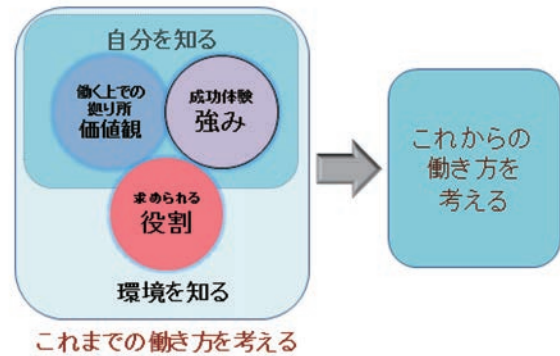 自分を知る
働く上での
拠り所
価値観
成功体験
強み
求められる
役割
環境を知る
これまでの働き方を考える
これからの
働き方を
考える